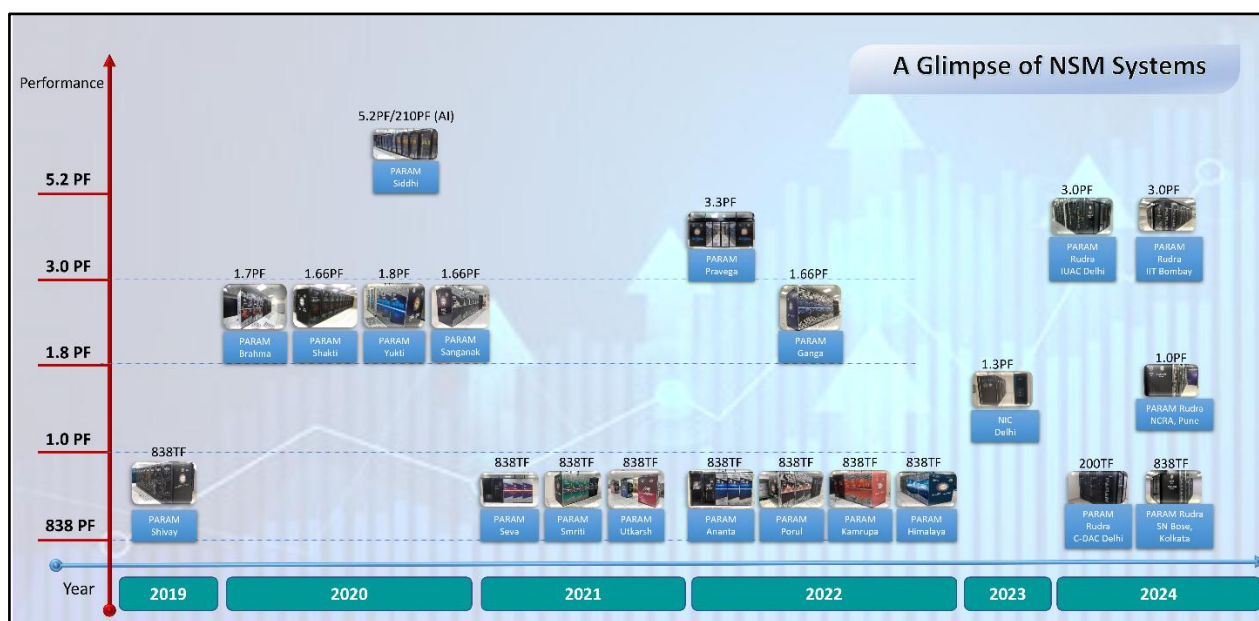 A Glimpse of NSM Systems
Performance
5.2PF/210PF (AI)
PARAM
Siddhi
5.2 PF
3.3PF
PARAM
Pravega
3.0PF
PARAM
Rudra
IUAC Delhi
3.0PF
PARAM
Rudra
IIT Bombay
3.0 PF
1.7PF
PARAM
Brahma
1.66PF
PARAM
Shakti
1.8PF
PARAM
Yukti
1.66PF
PARAM
Sanganak
1.66PF
PARAM
Ganga
1.8 PF
1.3PF
NIC
Delhi
1.0PF
PARAM Rudra
NCRA, Pune
1.0 PF
838TF
PARAM
Shivay
838TF
PARAM
Seva
838TF
PARAM
Smriti
838TF
PARAM
Utkarsh
838TF
PARAM
Ananta
838TF
PARAM
Porul
838TF
PARAM
Kamrupa
838TF
PARAM
Himalaya
200TF
PARAM
Rudra
C-DAC Delhi
838TF
PARAM Rudra
SN Bose,
Kolkata
838 PF
Year
2019
2020
2021
2022
2023
2024